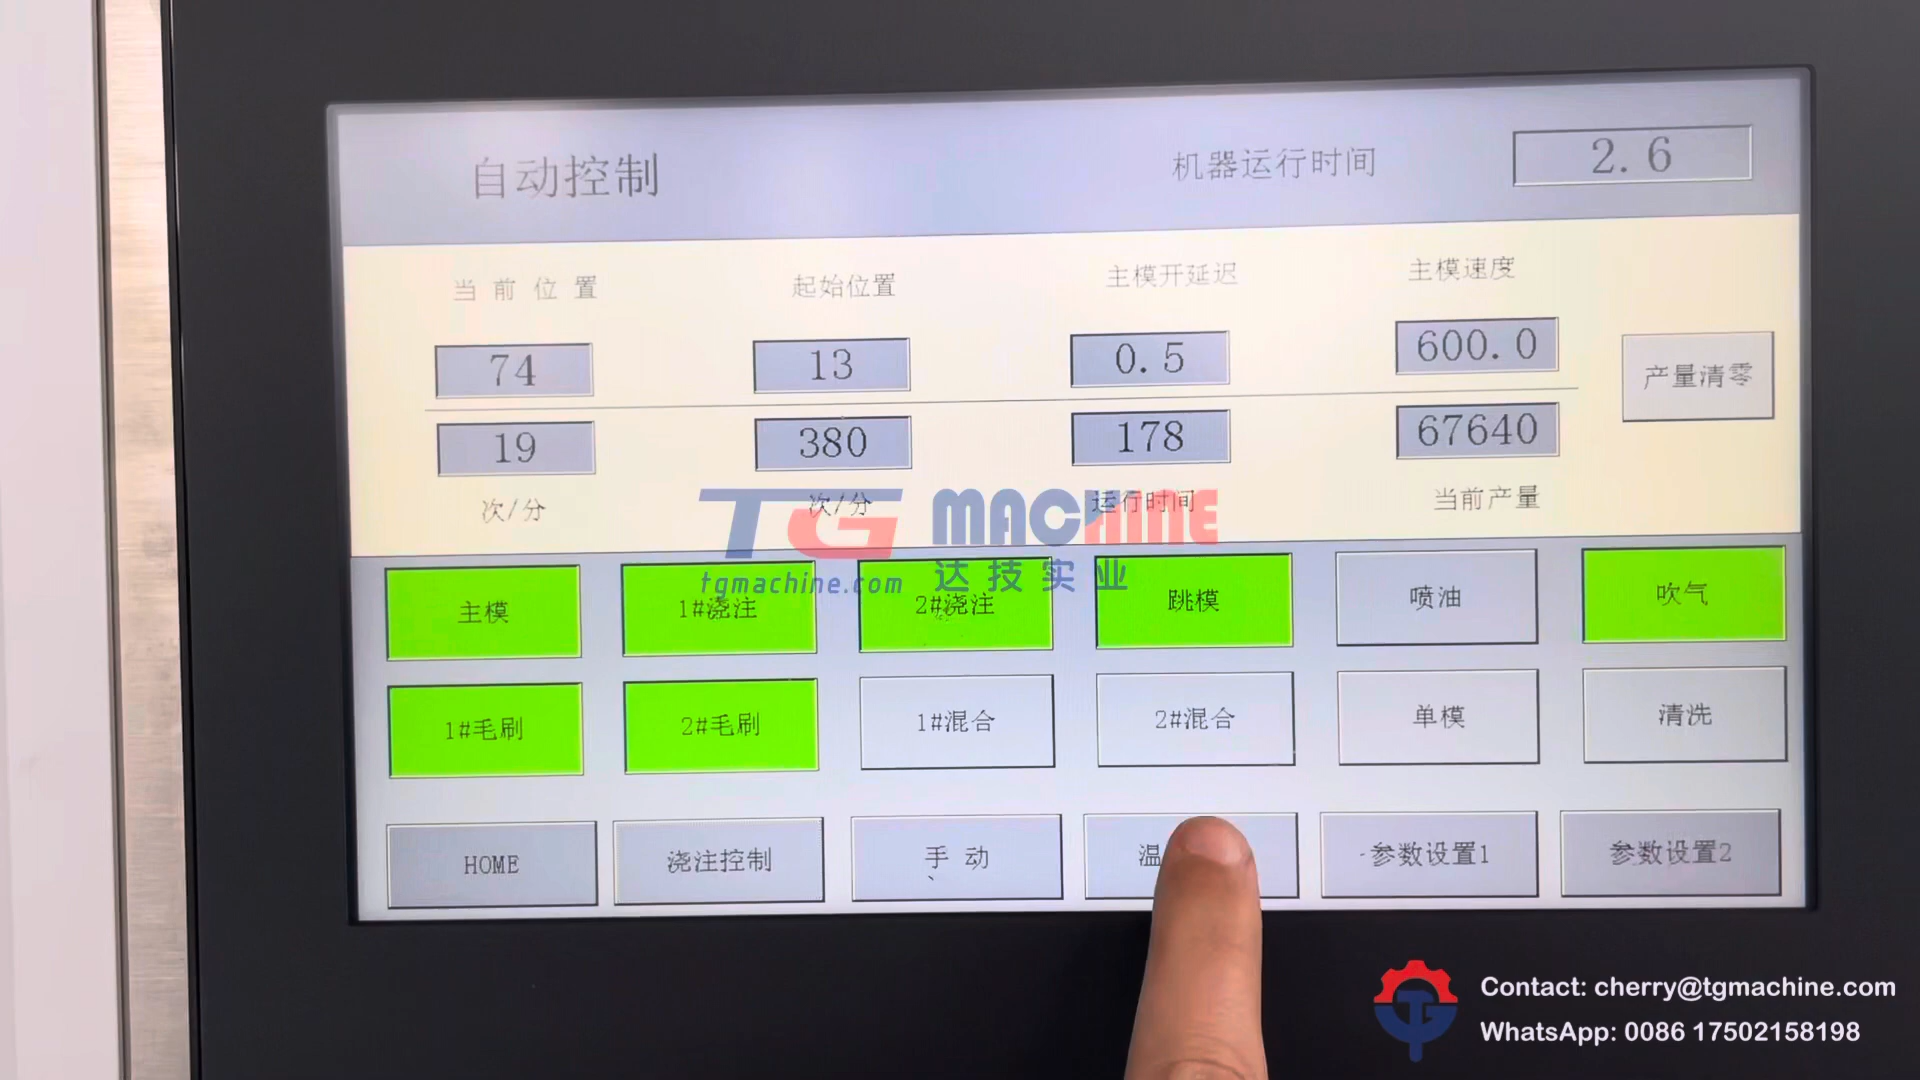 自动控制
机器运行时间 2.6
当前位置 起始位置 主模开延迟 主模速度
74 13 0.5 600.0
产量清零
19 380 178 67640
次/分 次/分 运行时间 当前产量
TG MACHINE
tgmachine.com 达技实业
主模 1#浇注 2#浇注 跳模 喷油 吹气
1#毛刷 2#毛刷 1#混合 2#混合 单模 清洗
HOME 浇注控制 手动 温 参数设置1 参数设置2
Contact: cherry@tgmachine.com
WhatsApp: 0086 17502158198